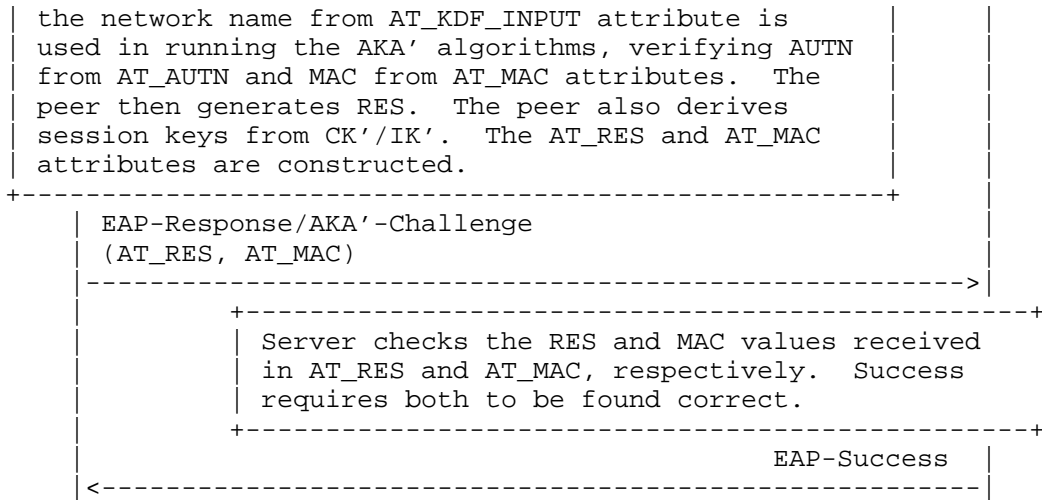 the network name from AT_KDF_INPUT attribute is
used in running the AKA' algorithms, verifying AUTN
from AT_AUTN and MAC from AT_MAC attributes.  The
peer then generates RES.  The peer also derives
session keys from CK'/IK'.  The AT_RES and AT_MAC
attributes are constructed.
EAP-Response/AKA'-Challenge
(AT_RES, AT_MAC)
Server checks the RES and MAC values received
in AT_RES and AT_MAC, respectively.  Success
requires both to be found correct.
EAP-Success